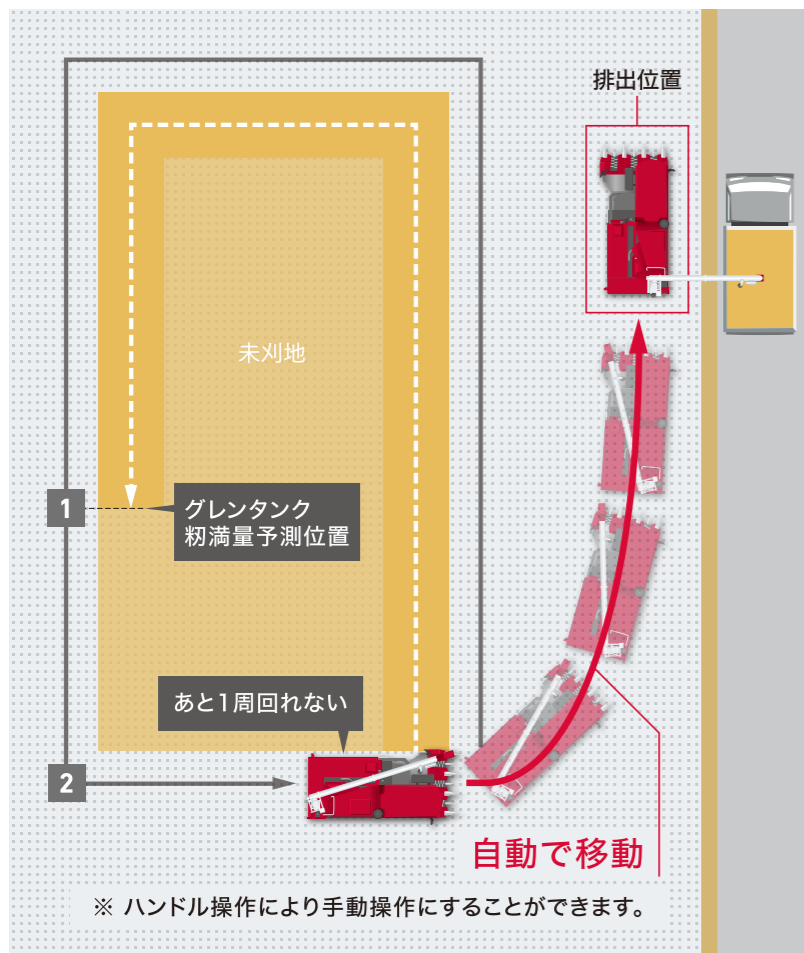 排出位置
未刈地
1
グレンタンク
籾満量予測位置
あと1周回れない
2
自動で移動
※ ハンドル操作により手動操作にすることができます。